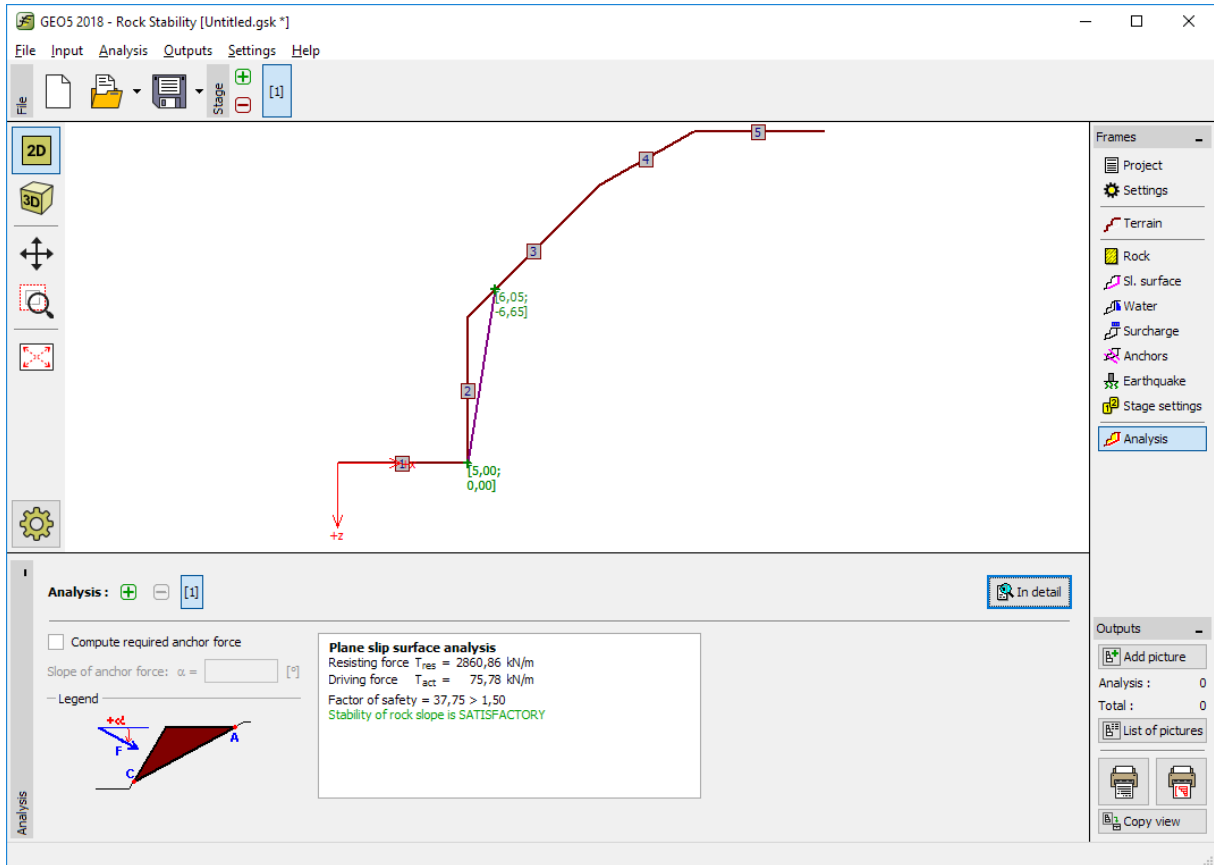 GEO5 2018 - Rock Stability [Untitled.gsk *]
File Input Analysis Outputs Settings Help
File
Stage
[1]
2D
3D
5
4
3
[6,05;
-6,65]
2
1
+x
[5,00;
0,00]
+z
Frames
Project
Settings
Terrain
Rock
Sl. surface
Water
Surcharge
Anchors
Earthquake
Stage settings
Analysis
Analysis : [1]
In detail
Compute required anchor force
Slope of anchor force: α = [°]
Legend
+α
F
A
C
Plane slip surface analysis
Resisting force Tres = 2860,86 kN/m
Driving force Tact = 75,78 kN/m
Factor of safety = 37,75 > 1,50
Stability of rock slope is SATISFACTORY
Analysis
Outputs
Add picture
Analysis : 0
Total : 0
List of pictures
Copy view